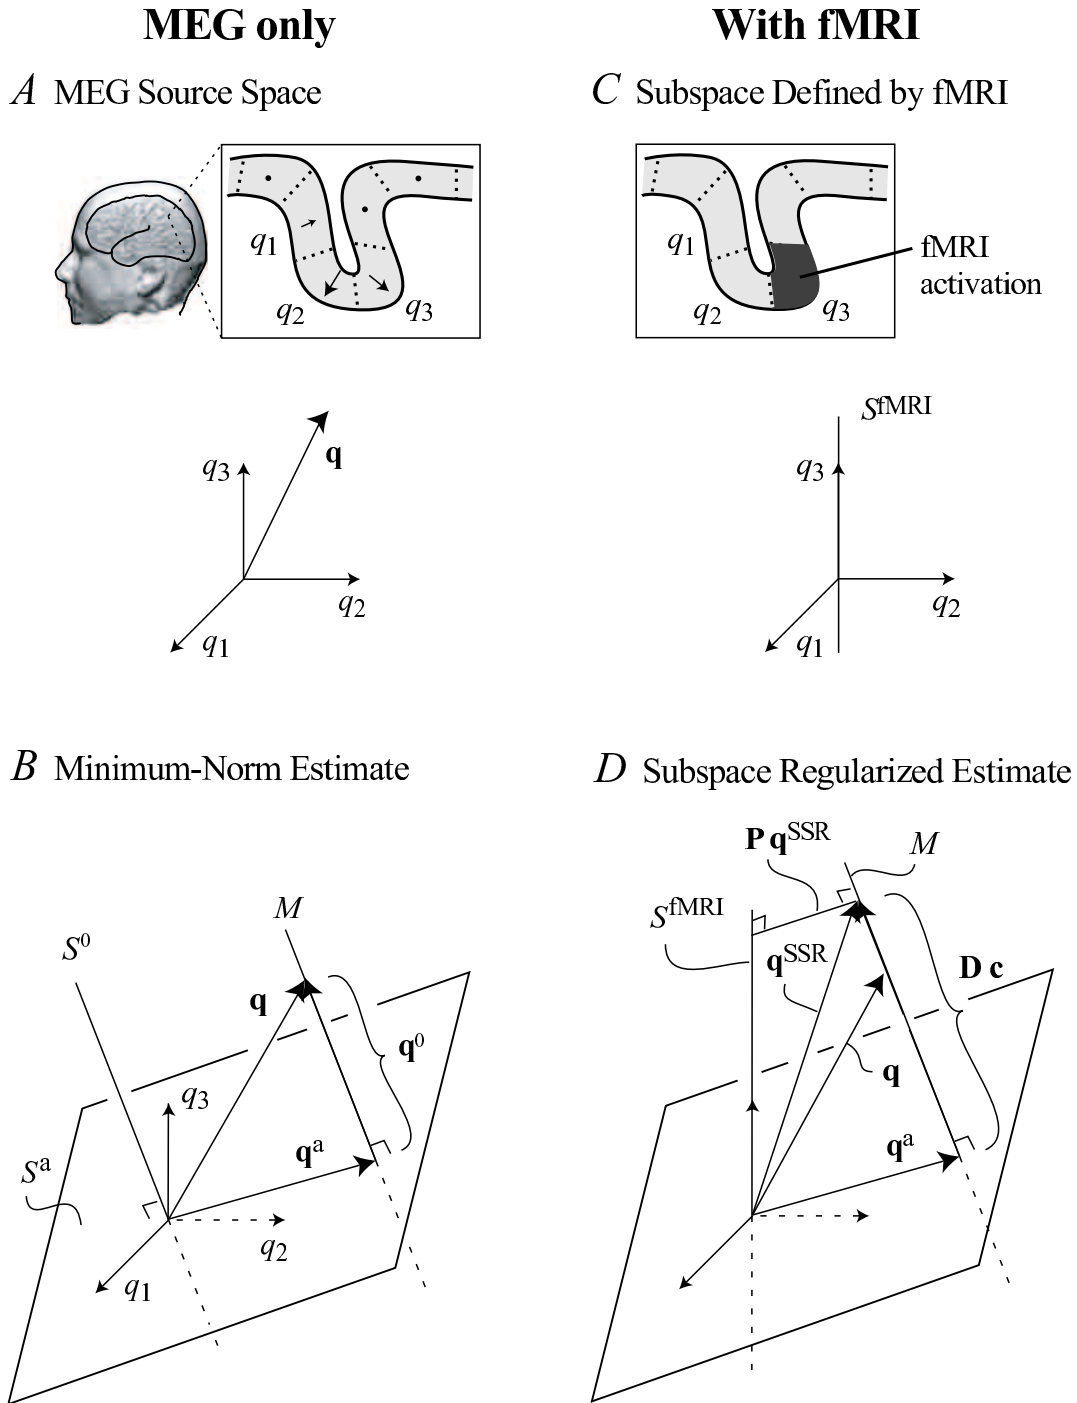 MEG only
With fMRI
A MEG Source Space
C Subspace Defined by fMRI
q1
q2
q3
q1
q2
q3
fMRI
activation
q3
q
q2
q1
SfMRI
q3
q2
q1
B Minimum-Norm Estimate
D Subspace Regularized Estimate
S0
M
q
q0
q3
qa
Sa
q2
q1
P qSSR
M
SfMRI
qSSR
D c
q
qa